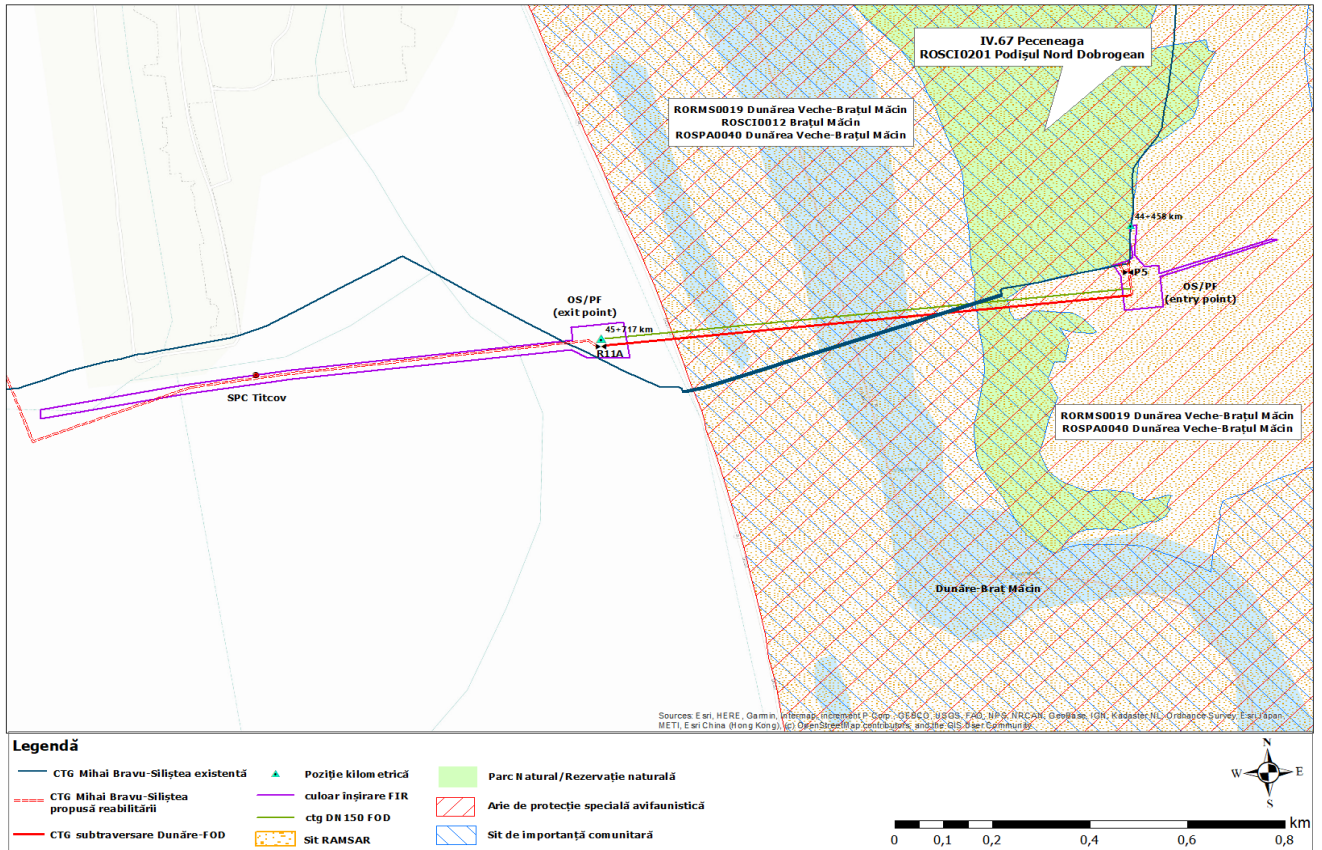 IV.67 Peceneaga
ROSCI0201 Podişul Nord Dobrogean
RORMS0019 Dunărea Veche-Braţul Măcin
ROSCI0012 Braţul Măcin
ROSPA0040 Dunărea Veche-Braţul Măcin
44+458 km
P5
OS/PF
(entry point)
OS/PF
(exit point)
45+717 km
R11A
SPC Titcov
RORMS0019 Dunărea Veche-Braţul Măcin
ROSPA0040 Dunărea Veche-Braţul Măcin
Dunăre-Braţ Măcin
Sources: Esri, HERE, Garmin, Intermap, increment P Corp., GEBCO, USGS, FAO, NPS, NRCAN, GeoBase, IGN, Kadaster NL, Ordnance Survey, Esri Japan,
METI, Esri China (Hong Kong), (c) OpenStreetMap contributors, and the GIS User Community
Legendă
CTG Mihai Bravu-Siliştea existentă
CTG Mihai Bravu-Siliştea
propusă reabilitării
CTG subtraversare Dunăre-FOD
Poziţie kilometrică
culoar înşirare FIR
ctg DN150 FOD
Sit RAMSAR
Parc Natural/Rezervaţie naturală
Arie de protecţie specială avifaunistică
Sit de importanţă comunitară
N
W E
S
km
0 0,1 0,2 0,4 0,6 0,8